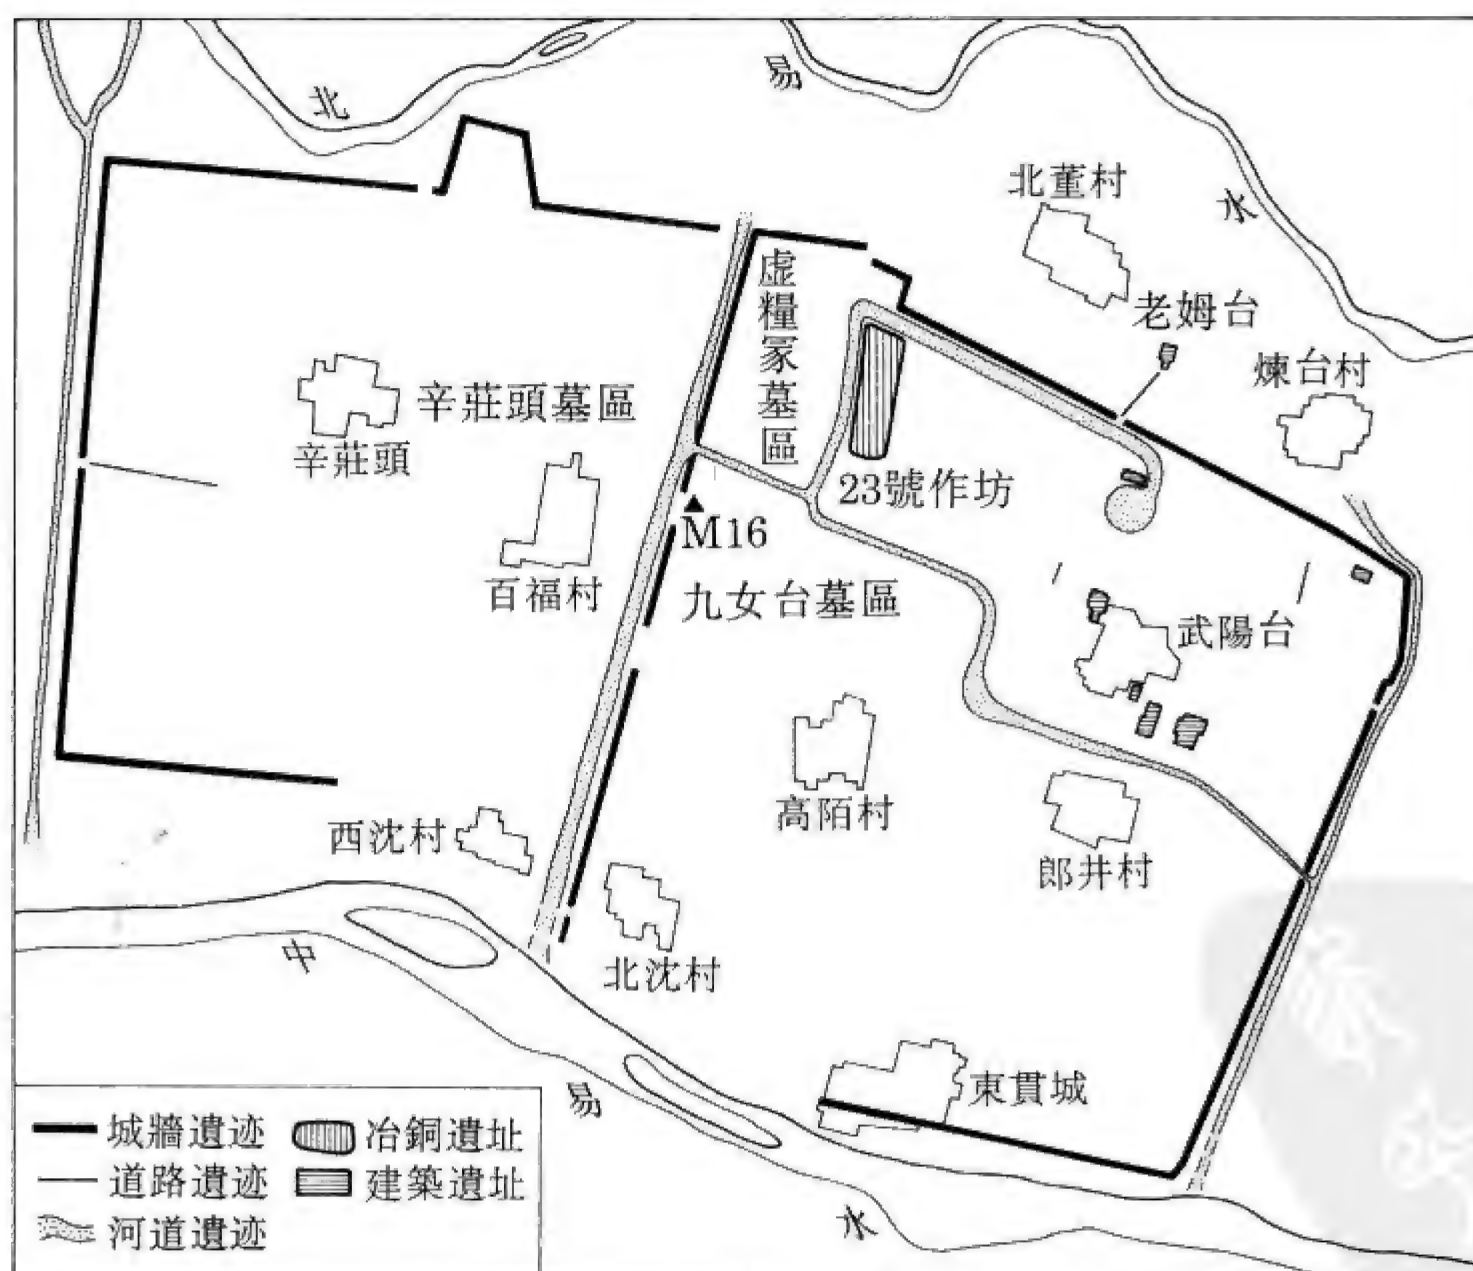 北
易
水
北董村
老姆台
煉台村
虛糧冢墓區
辛莊頭墓區
辛莊頭
23號作坊
M16
百福村
九女台墓區
武陽台
高陌村
西沈村
郎井村
北沈村
中
易
水
東貫城
城牆遺迹
冶銅遺址
道路遺迹
建築遺址
河道遺迹